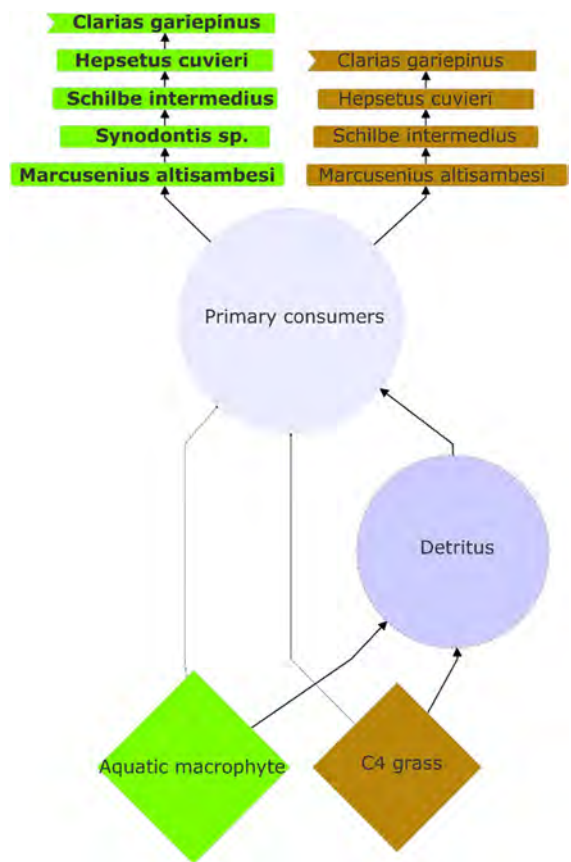 Clarias gariepinus
Hepsetus cuvieri
Schilbe intermedius
Synodontis sp.
Marcusenius altisambesi
Clarias gariepinus
Hepsetus cuvieri
Schilbe intermedius
Marcusenius altisambesi
Primary consumers
Detritus
Aquatic macrophyte
C4 grass